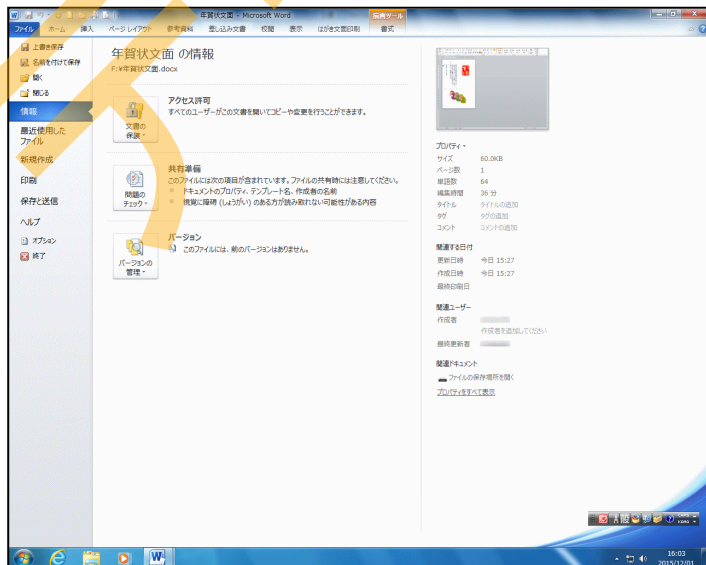 年賀状文面 - Microsoft Word
描画ツール
ファイル ホーム 挿入 ページ レイアウト 参考資料 差し込み文書 校閲 表示 はがき文面印刷 書式
上書き保存
名前を付けて保存
開く
閉じる
情報
最近使用した
ファイル
新規作成
印刷
保存と送信
ヘルプ
オプション
終了
年賀状文面 の情報
F:¥年賀状文面.docx
文書の
保護
アクセス許可
すべてのユーザーがこの文書を開いてコピーや変更を行うことができます。
問題の
チェック
共有準備
このファイルには次の項目が含まれています。ファイルの共有時には注意してください。
ドキュメントのプロパティ、テンプレート名、作成者の名前
視覚に障碍 (しょうがい) のある方が読み取れない可能性がある内容
バージョンの
管理
バージョン
このファイルには、前のバージョンはありません。
プロパティ
サイズ 60.0KB
ページ数 1
単語数 64
編集時間 36 分
タイトル タイトルの追加
タグ タグの追加
コメント コメントの追加
関連する日付
更新日時 今日 15:27
作成日時 今日 15:27
最終印刷日
関連ユーザー
作成者
作成者を追加してください
最終更新者
関連ドキュメント
ファイルの保存場所を開く
プロパティをすべて表示
A 般
CAPS
KANA
16:03
2015/12/01